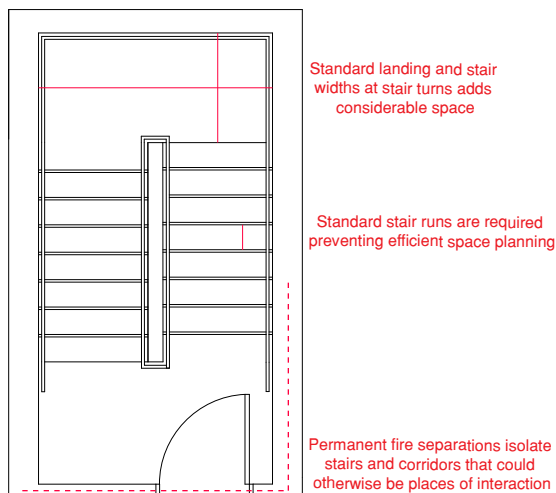 Standard landing and stair
widths at stair turns adds
considerable space
Standard stair runs are required
preventing efficient space planning
Permanent fire separations isolate
stairs and corridors that could
otherwise be places of interaction